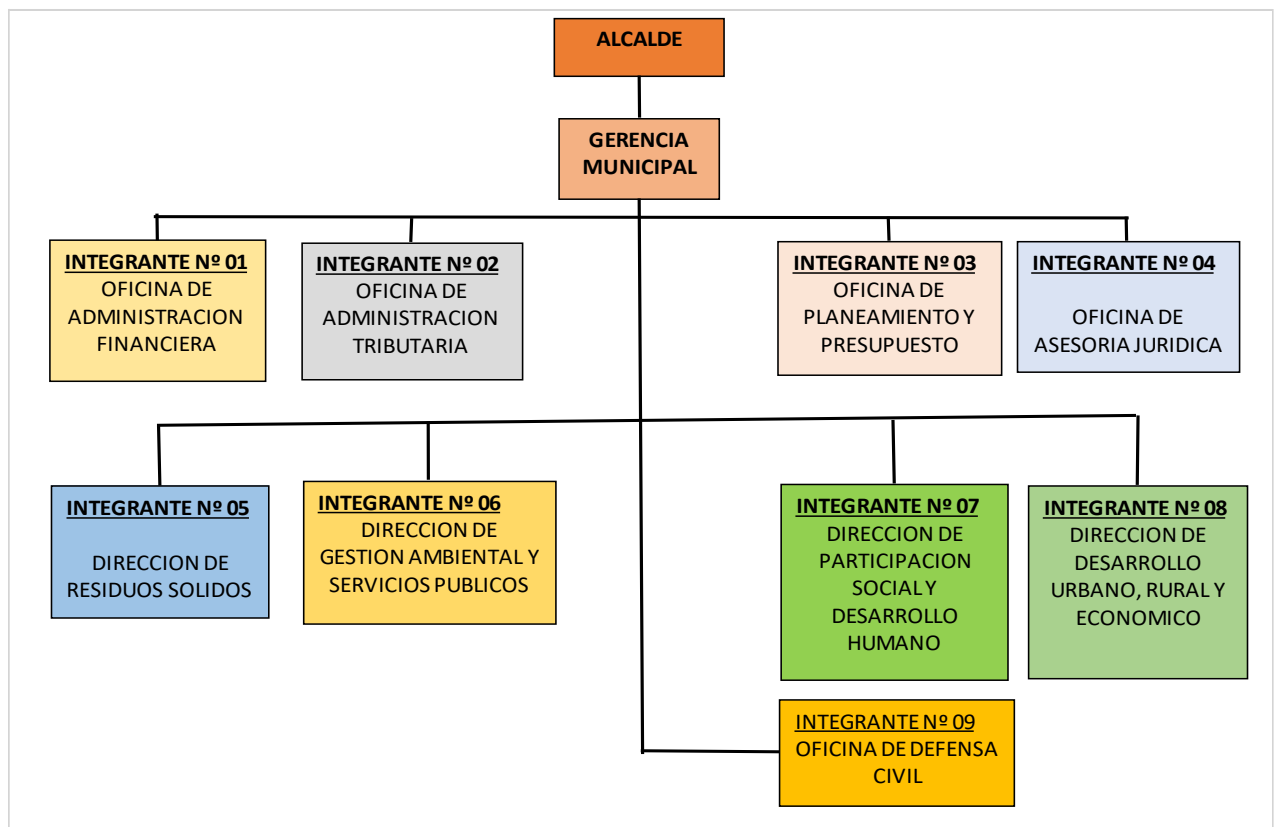 ALCALDE
GERENCIA
MUNICIPAL
INTEGRANTE Nº 01
OFICINA DE
ADMINISTRACION
FINANCIERA
INTEGRANTE Nº 02
OFICINA DE
ADMINISTRACION
TRIBUTARIA
INTEGRANTE Nº 03
OFICINA DE
PLANEAMIENTO Y
PRESUPUESTO
INTEGRANTE Nº 04
OFICINA DE
ASESORIA JURIDICA
INTEGRANTE Nº 05
DIRECCION DE
RESIDUOS SOLIDOS
INTEGRANTE Nº 06
DIRECCION DE
GESTION AMBIENTAL Y
SERVICIOS PUBLICOS
INTEGRANTE Nº 07
DIRECCION DE
PARTICIPACION
SOCIAL Y
DESARROLLO
HUMANO
INTEGRANTE Nº 08
DIRECCION DE
DESARROLLO
URBANO, RURAL Y
ECONOMICO
INTEGRANTE Nº 09
OFICINA DE DEFENSA
CIVIL